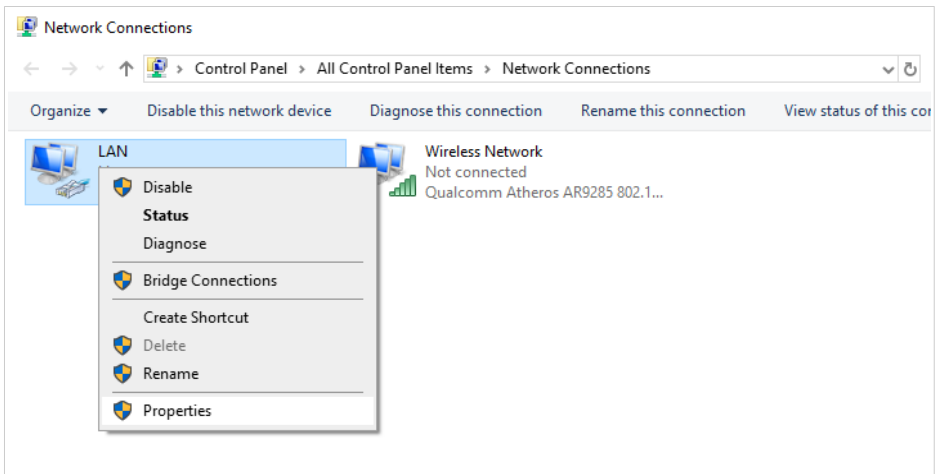 Network Connections
Control Panel > All Control Panel Items > Network Connections
Organize Disable this network device Diagnose this connection Rename this connection View status of this con
LAN
Wireless Network
Not connected
Qualcomm Atheros AR9285 802.1...
Disable
Status
Diagnose
Bridge Connections
Create Shortcut
Delete
Rename
Properties